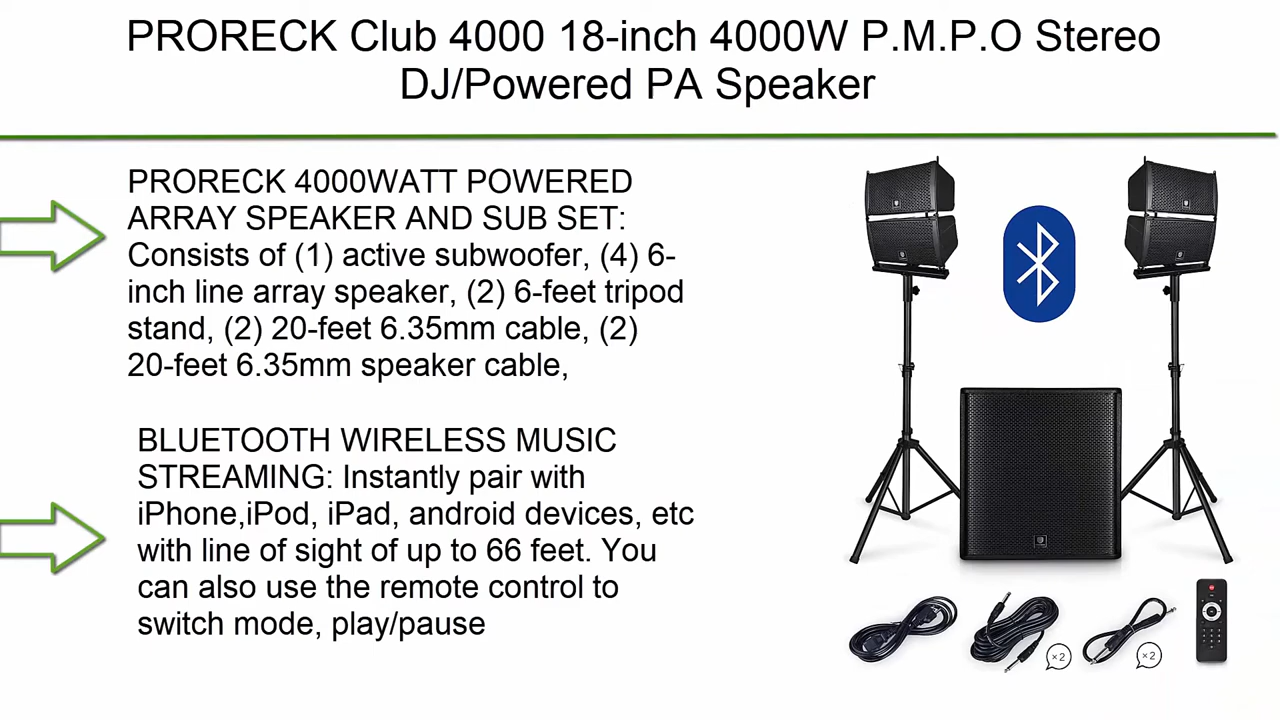 PRORECK Club 4000 18-inch 4000W P.M.P.O Stereo
DJ/Powered PA Speaker
PRORECK 4000WATT POWERED
ARRAY SPEAKER AND SUB SET:
Consists of (1) active subwoofer, (4) 6-
inch line array speaker, (2) 6-feet tripod
stand, (2) 20-feet 6.35mm cable, (2)
20-feet 6.35mm speaker cable,
BLUETOOTH WIRELESS MUSIC
STREAMING: Instantly pair with
iPhone,iPod, iPad, android devices, etc
with line of sight of up to 66 feet. You
can also use the remote control to
switch mode, play/pause
×2
×2